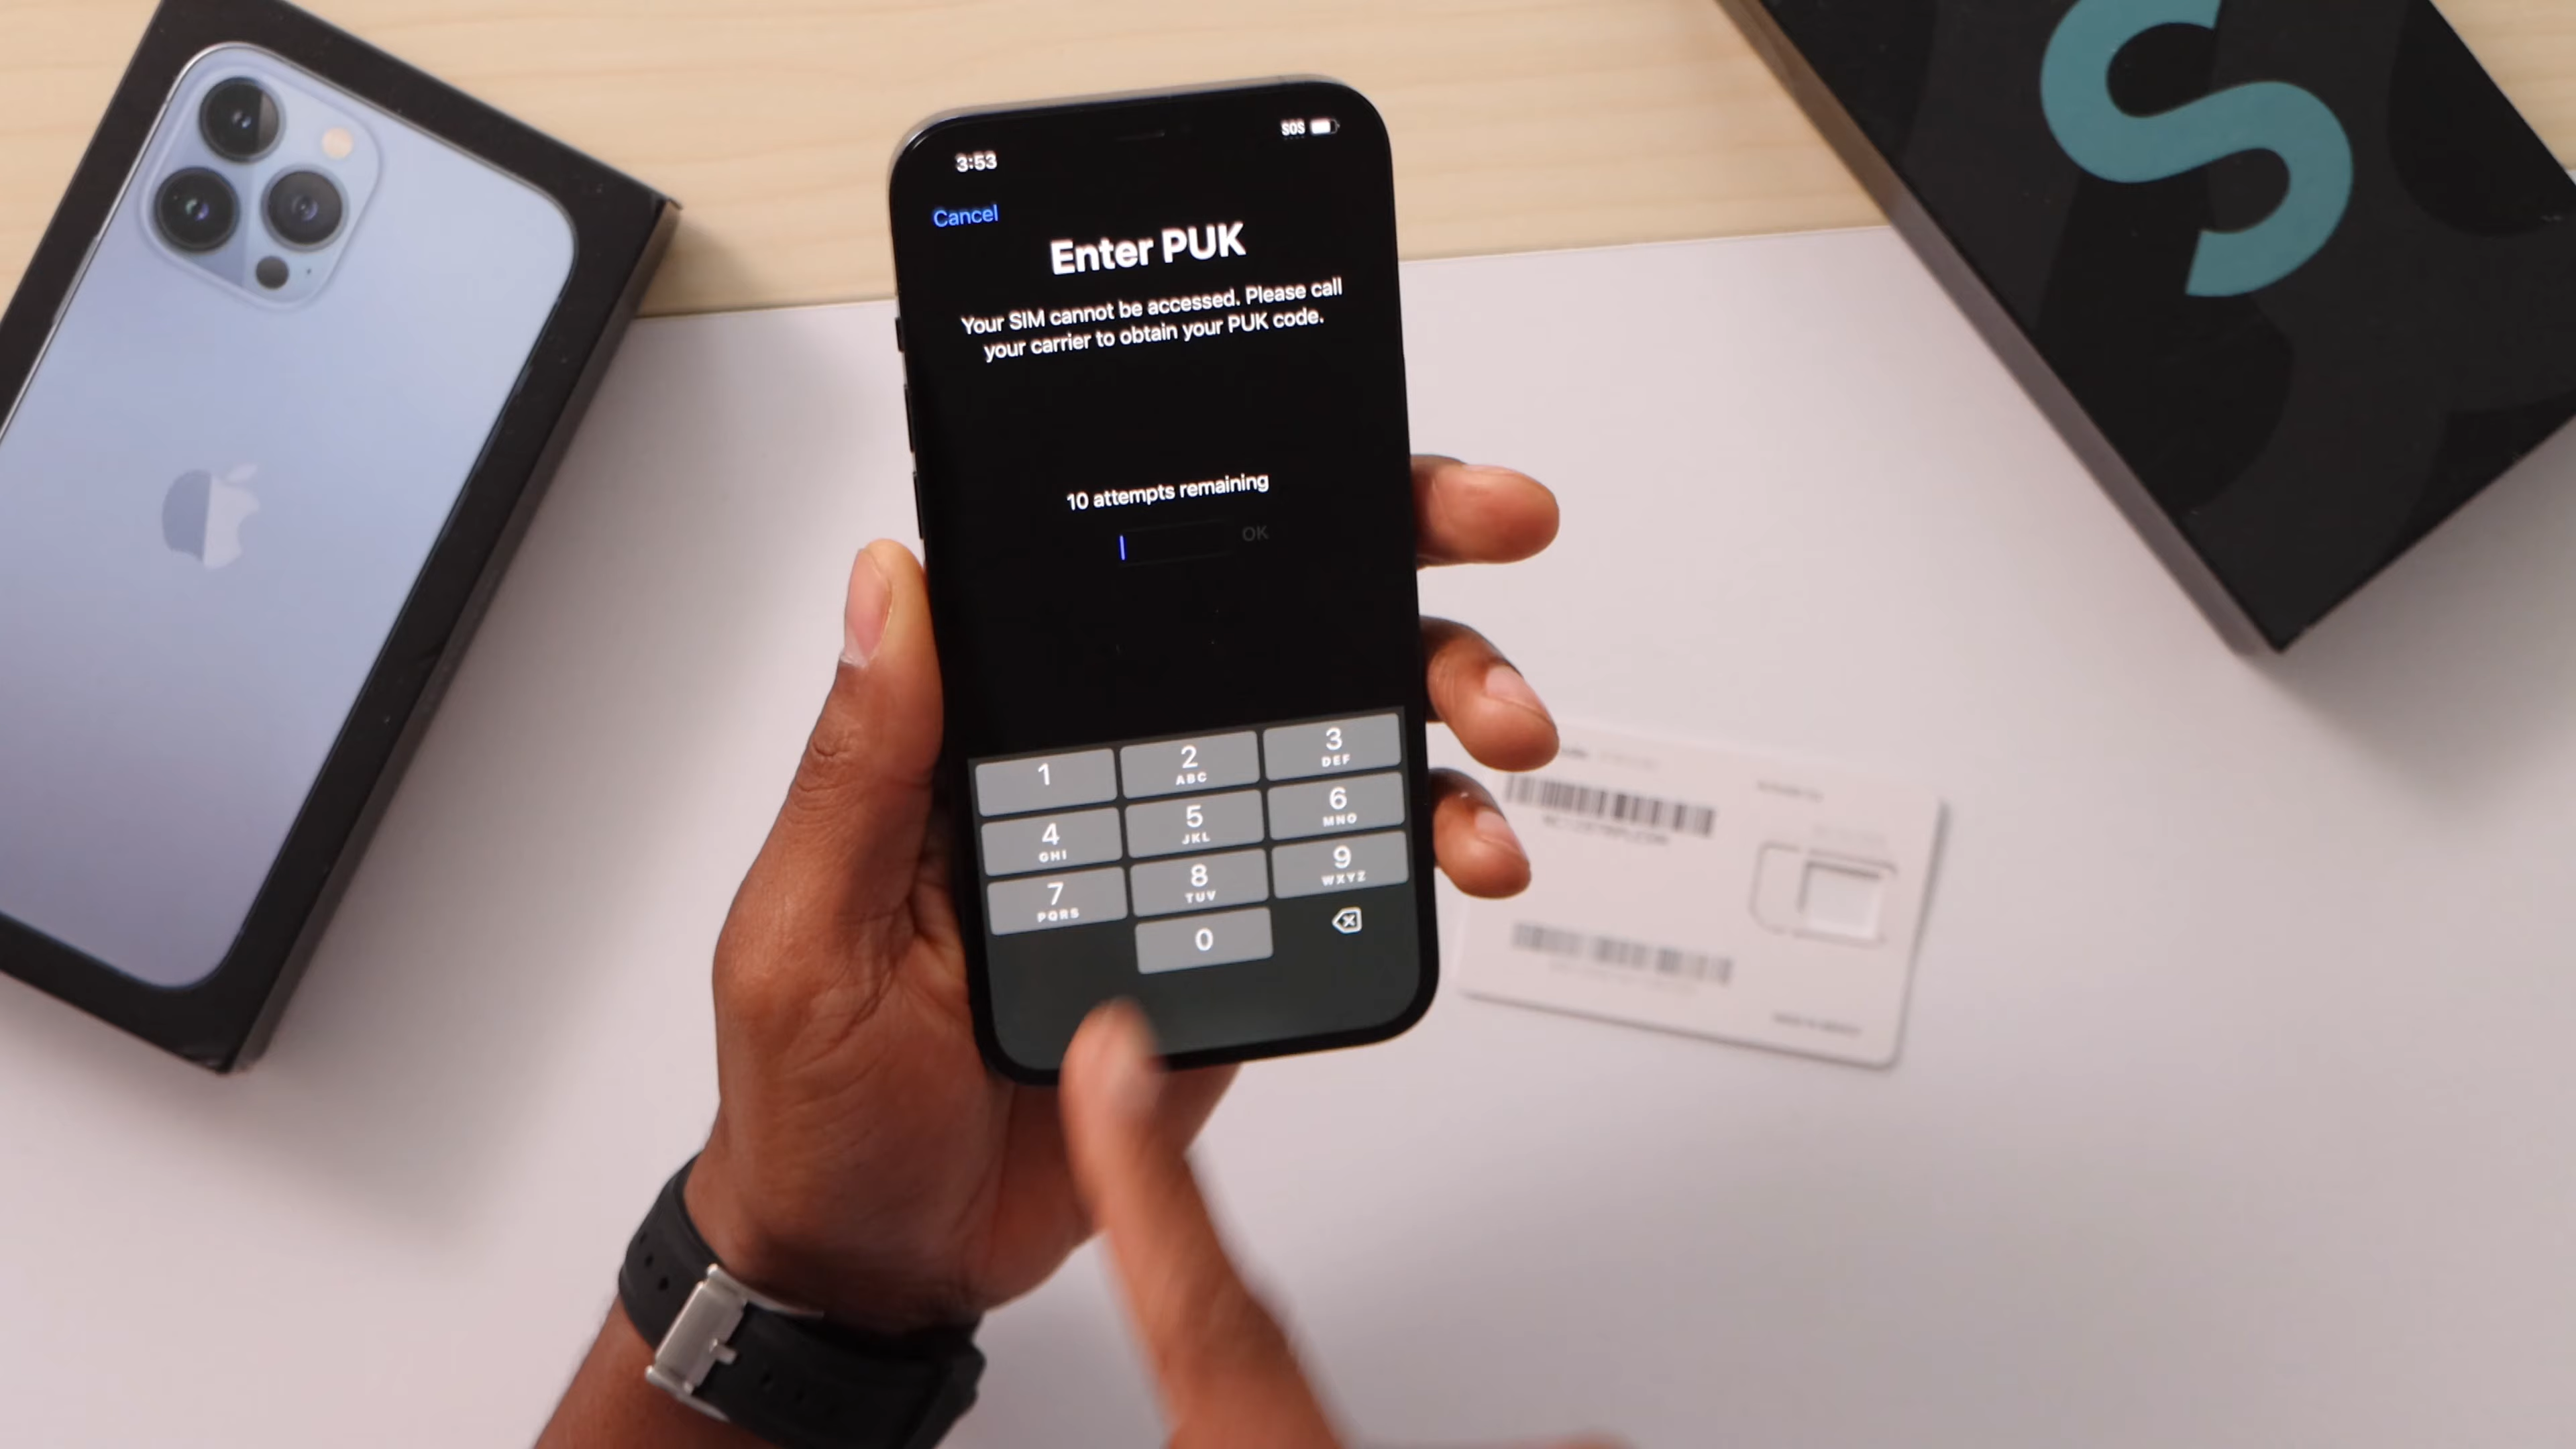 3:53
SOS
Cancel
Enter PUK
Your SIM cannot be accessed. Please call
your carrier to obtain your PUK code.
10 attempts remaining
OK
1
2
ABC
3
DEF
4
GHI
5
JKL
6
MNO
7
PQRS
8
TUV
9
WXYZ
0
S